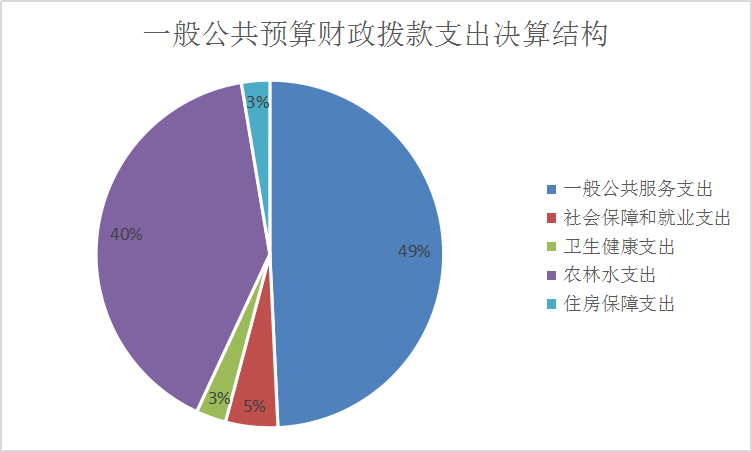 一般公共预算财政拨款支出决算结构
3%
40%
49%
3%
5%
一般公共服务支出
社会保障和就业支出
卫生健康支出
农林水支出
住房保障支出